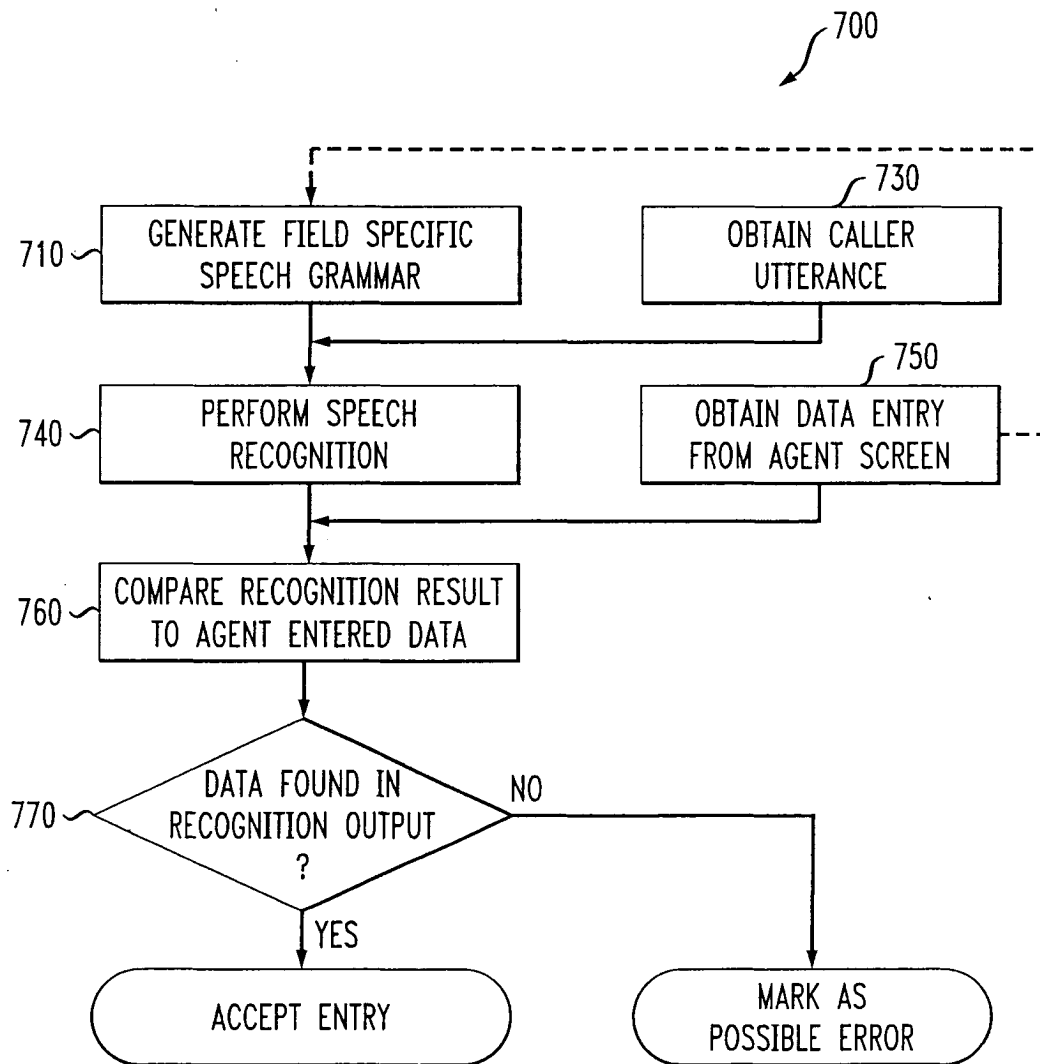 700
710
GENERATE FIELD SPECIFIC
SPEECH GRAMMAR
730
OBTAIN CALLER
UTTERANCE
740
PERFORM SPEECH
RECOGNITION
750
OBTAIN DATA ENTRY
FROM AGENT SCREEN
760
COMPARE RECOGNITION RESULT
TO AGENT ENTERED DATA
770
DATA FOUND IN
RECOGNITION OUTPUT
?
NO
YES
ACCEPT ENTRY
MARK AS
POSSIBLE ERROR